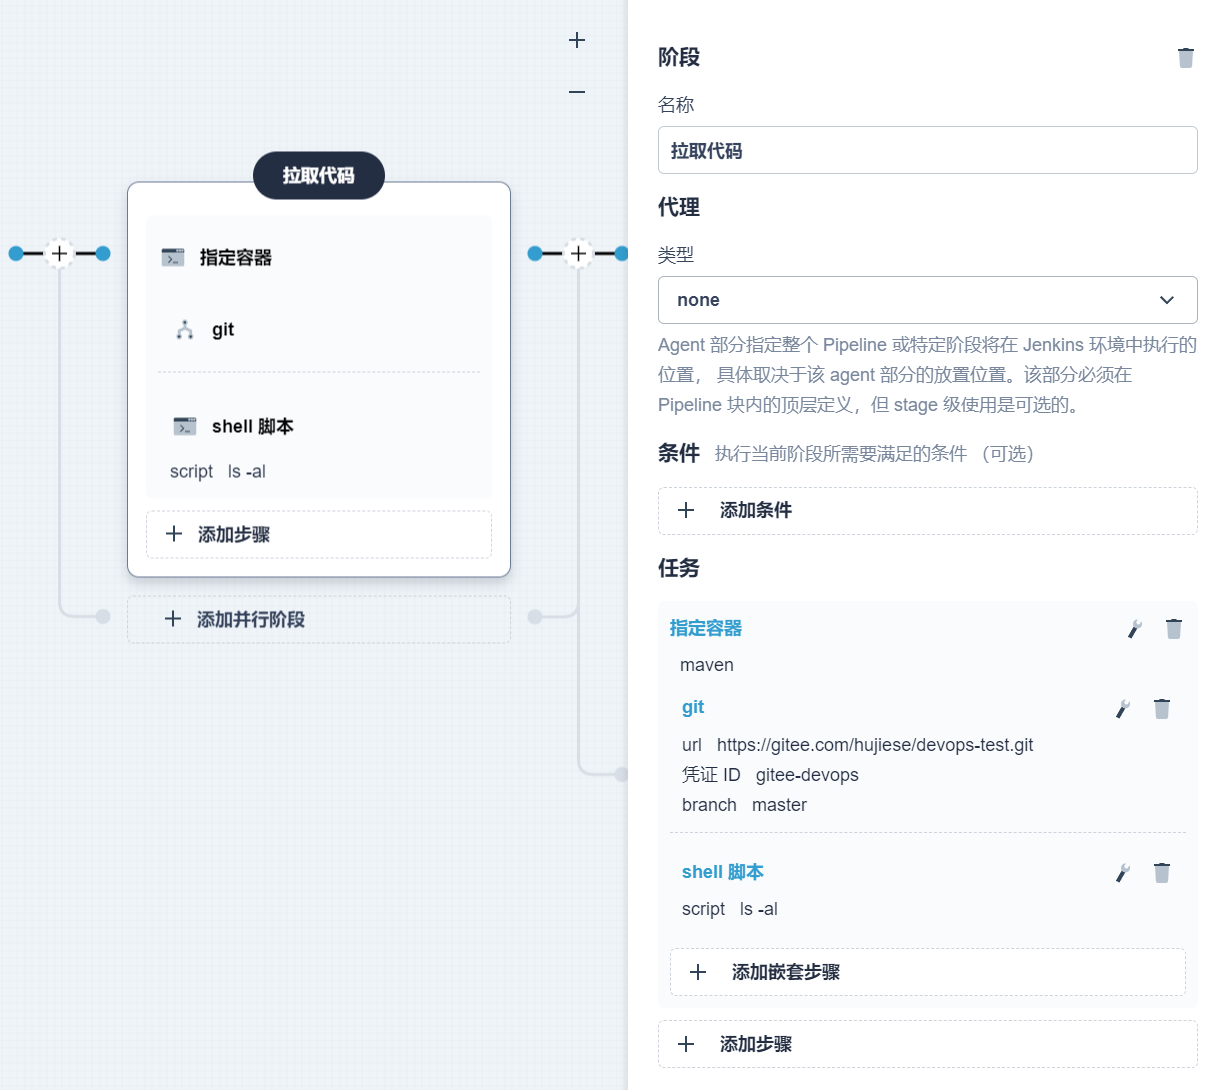 拉取代码
指定容器
git
shell 脚本
script ls -al
添加步骤
添加并行阶段
阶段
名称
拉取代码
代理
类型
none
Agent 部分指定整个 Pipeline 或特定阶段将在 Jenkins 环境中执行的
位置， 具体取决于该 agent 部分的放置位置。该部分必须在
Pipeline 块内的顶层定义，但 stage 级使用是可选的。
条件 执行当前阶段所需要满足的条件 （可选）
添加条件
任务
指定容器
maven
git
url https://gitee.com/hujiese/devops-test.git
凭证 ID gitee-devops
branch master
shell 脚本
script ls -al
添加嵌套步骤
添加步骤